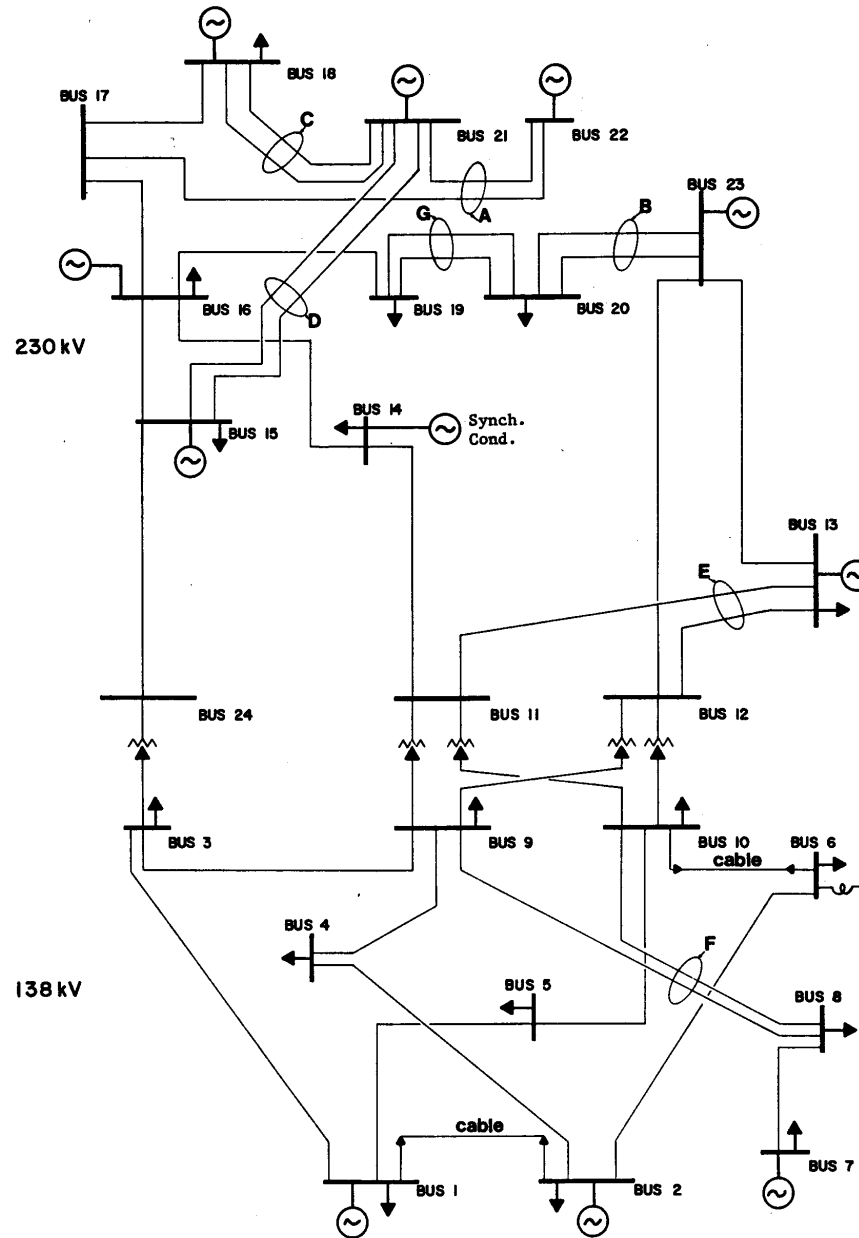 BUS 18
BUS 17
C
BUS 21
BUS 22
BUS 23
A
G
B
BUS 16
D
BUS 19
BUS 20
230 kV
BUS 14
Synch.
Cond.
BUS 15
BUS 13
E
BUS 24
BUS 11
BUS 12
BUS 3
BUS 9
BUS 10
BUS 6
cable
BUS 4
F
138 kV
BUS 5
BUS 8
cable
BUS 7
BUS 1
BUS 2